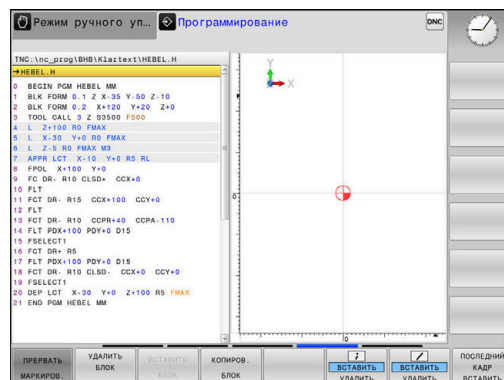 Режим ручного уп... Программирование
DNC
TNC:\nc_prog\BHB\Klartext\HEBEL.H
→HEBEL.H
0 BEGIN PGM HEBEL MM
1 BLK FORM 0.1 Z X-35 Y-50 Z-10
2 BLK FORM 0.2 X+120 Y+20 Z+0
3 TOOL CALL 3 Z S3500 F500
4 L Z+100 R0 FMAX
5 L X-30 Y+0 R0 FMAX
6 L Z-5 R0 FMAX M3
7 APPR LCT X-10 Y+0 R5 RL
8 FPOL X+100 Y+0
9 FC DR- R10 CLSD+ CCX+0
10 FLT
11 FCT DR- R15 CCX+100 CCY+0
12 FLT
13 FCT DR- R10 CCPR+40 CCPA-110
14 FLT PDX+100 PDY+0 D15
15 FSELECT1
16 FCT DR+ R5
17 FLT PDX+100 PDY+0 D15
18 FCT DR- R10 CLSD- CCX+0 CCY+0
19 FSELECT1
20 DEP LCT X-30 Y+0 Z+100 R5 FMAX
21 END PGM HEBEL MM
Y
X
0
0
ПРЕРВАТЬ МАРКИРОВ.
УДАЛИТЬ БЛОК
ВСТАВИТЬ БЛОК
КОПИРОВ. БЛОК
ВСТАВИТЬ УДАЛИТЬ
ВСТАВИТЬ УДАЛИТЬ
ПОСЛЕДНИЙ КАДР ВСТАВИТЬ